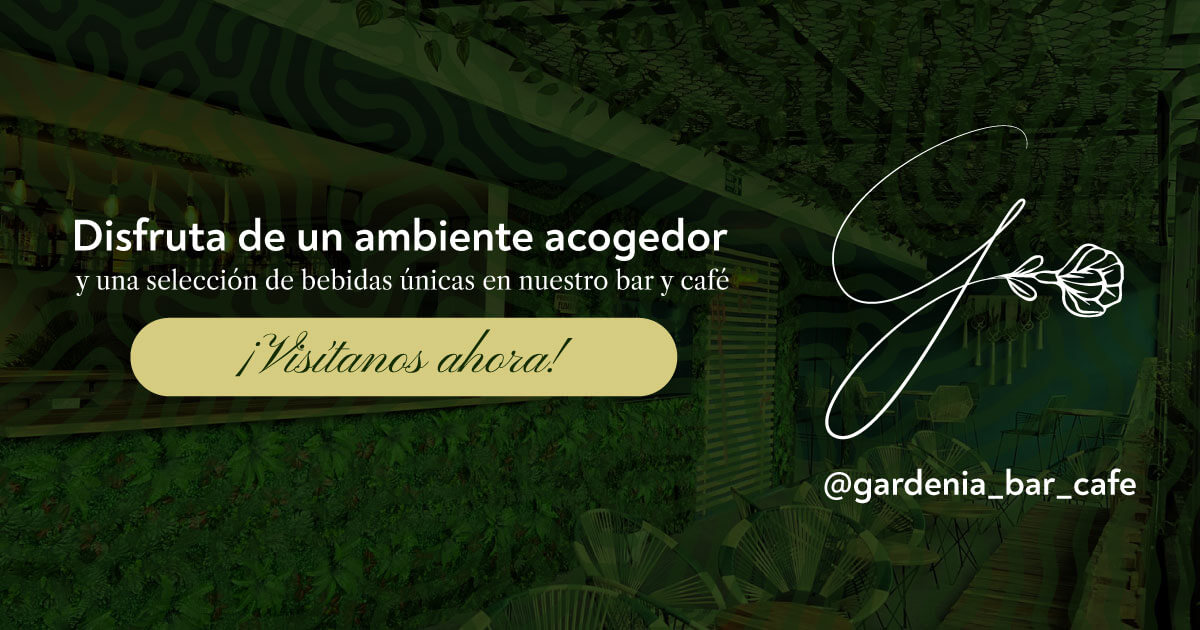 Disfruta de un ambiente acogedor
y una selección de bebidas únicas en nuestro bar y café
¡Visítanos ahora!
@gardenia_bar_cafe